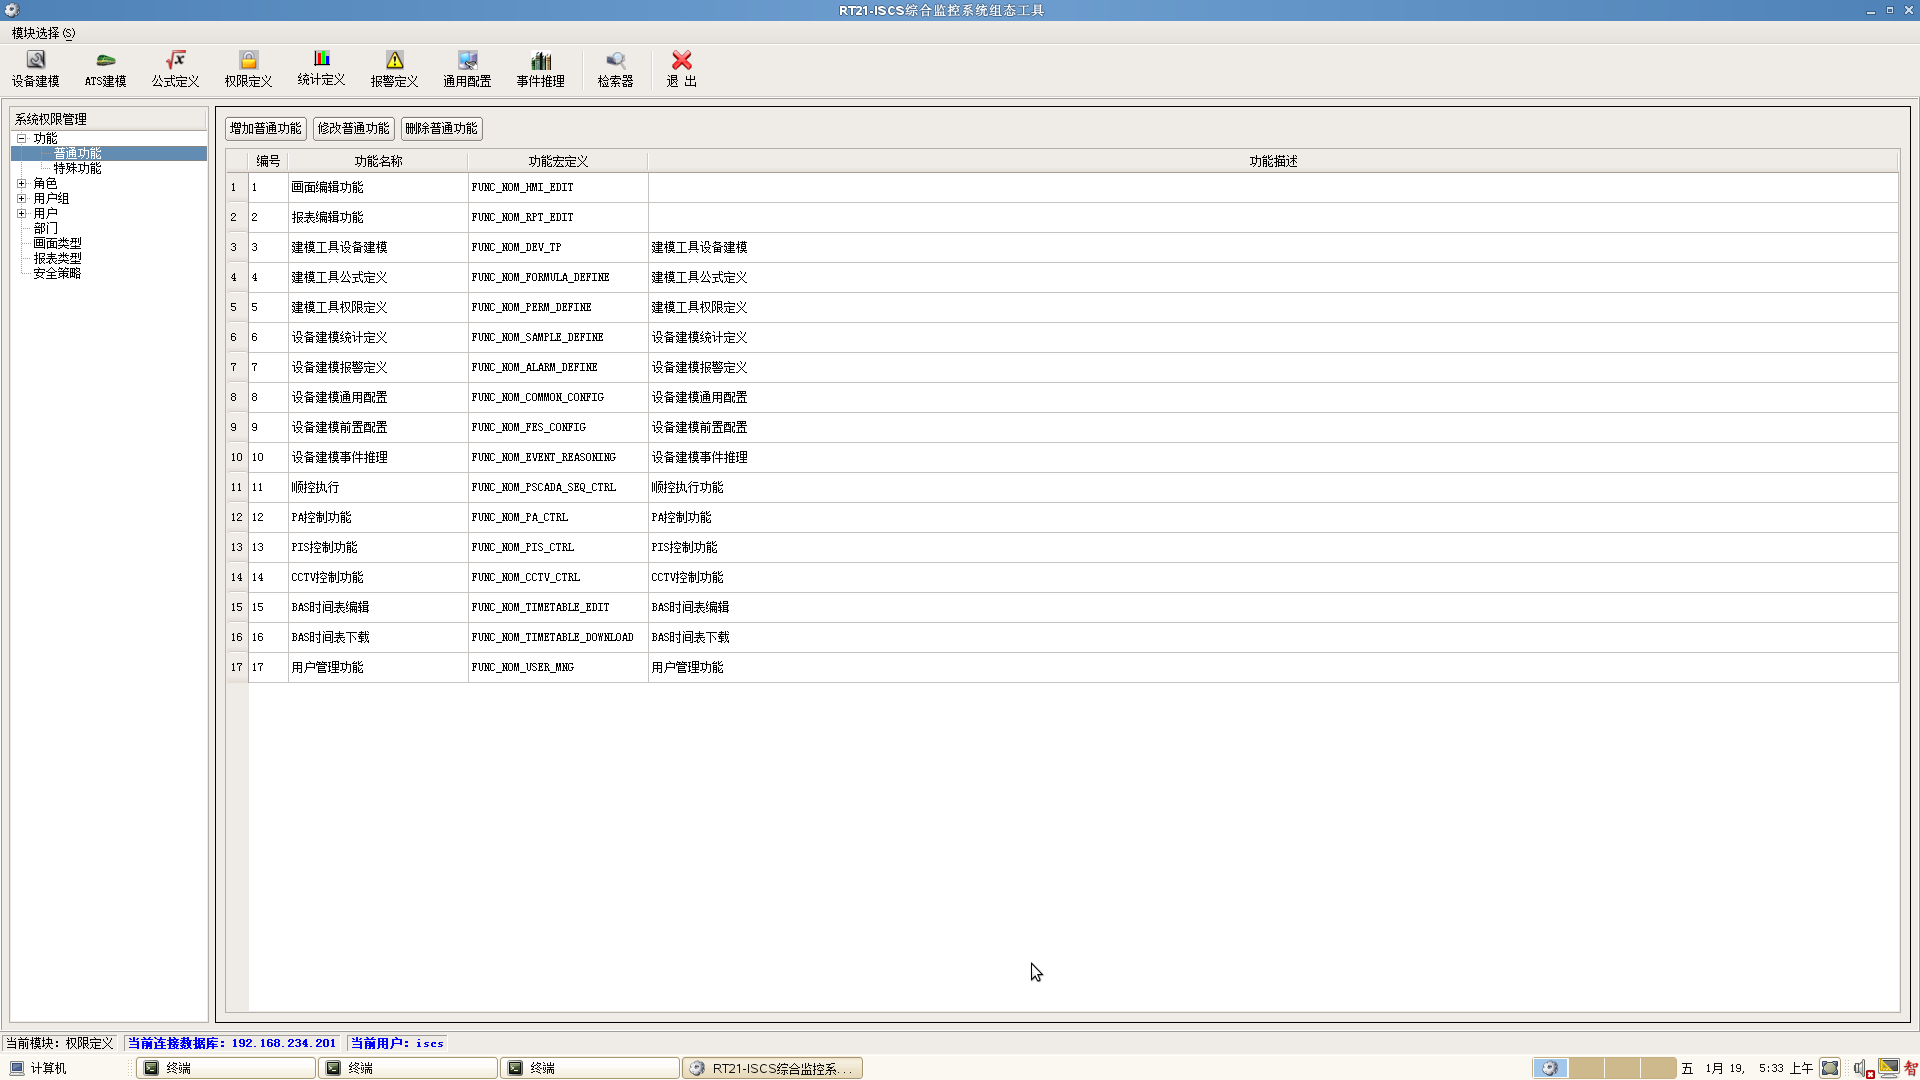 RT21-ISCS综合监控系统组态工具
模块选择(S)
设备建模 ATS建模 公式定义 权限定义 统计定义 报警定义 通用配置 事件推理 检索器 退 出
系统权限管理
功能
普通功能
特殊功能
角色
用户组
用户
部门
画面类型
报表类型
安全策略
增加普通功能 修改普通功能 删除普通功能
编号 功能名称 功能宏定义 功能描述
1 1 画面编辑功能 FUNC_NOM_HMI_EDIT
2 2 报表编辑功能 FUNC_NOM_RPT_EDIT
3 3 建模工具设备建模 FUNC_NOM_DEV_TP 建模工具设备建模
4 4 建模工具公式定义 FUNC_NOM_FORMULA_DEFINE 建模工具公式定义
5 5 建模工具权限定义 FUNC_NOM_PERM_DEFINE 建模工具权限定义
6 6 设备建模统计定义 FUNC_NOM_SAMPLE_DEFINE 设备建模统计定义
7 7 设备建模报警定义 FUNC_NOM_ALARM_DEFINE 设备建模报警定义
8 8 设备建模通用配置 FUNC_NOM_COMMON_CONFIG 设备建模通用配置
9 9 设备建模前置配置 FUNC_NOM_FES_CONFIG 设备建模前置配置
10 10 设备建模事件推理 FUNC_NOM_EVENT_REASONING 设备建模事件推理
11 11 顺控执行 FUNC_NOM_PSCADA_SEQ_CTRL 顺控执行功能
12 12 PA控制功能 FUNC_NOM_PA_CTRL PA控制功能
13 13 PIS控制功能 FUNC_NOM_PIS_CTRL PIS控制功能
14 14 CCTV控制功能 FUNC_NOM_CCTV_CTRL CCTV控制功能
15 15 BAS时间表编辑 FUNC_NOM_TIMETABLE_EDIT BAS时间表编辑
16 16 BAS时间表下载 FUNC_NOM_TIMETABLE_DOWNLOAD BAS时间表下载
17 17 用户管理功能 FUNC_NOM_USER_MNG 用户管理功能
当前模块: 权限定义 当前连接数据库: 192.168.234.201 当前用户: iscs
计算机 终端 终端 终端 RT21-ISCS综合监控系... 五 1月 19, 5:33 上午 智